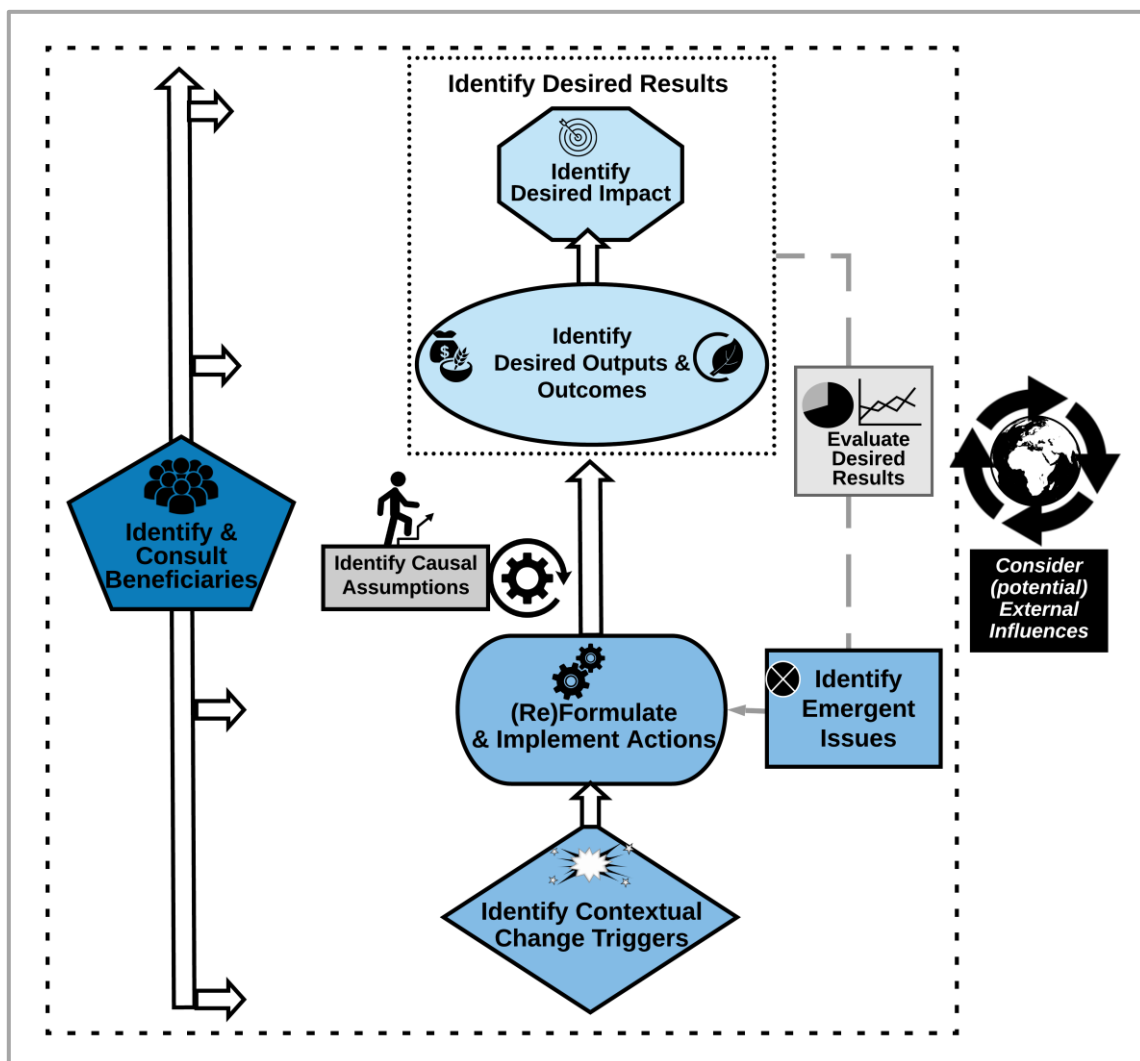 Identify Desired Results
Identify
Desired Impact
Identify
Desired Outputs &
Outcomes
$
Evaluate
Desired
Results
Identify &
Consult
Beneficiaries
Identify Causal
Assumptions
Consider
(potential)
External
Influences
(Re)Formulate
& Implement Actions
Identify
Emergent
Issues
Identify Contextual
Change Triggers